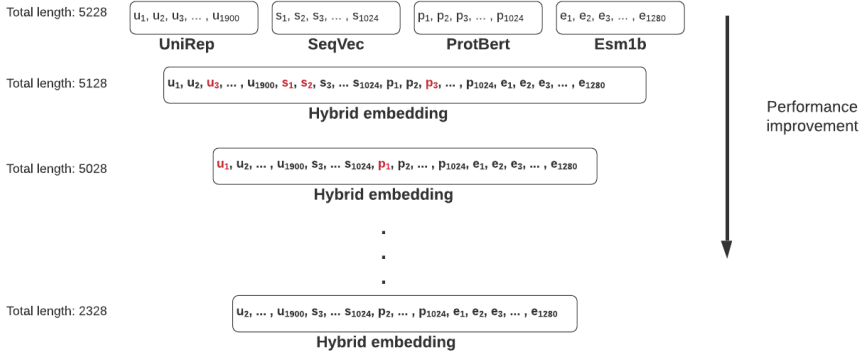 Total length: 5228
u₁, u₂, u₃, ... , u₁₉₀₀
s₁, s₂, s₃, ... , s₁₀₂₄
p₁, p₂, p₃, ... , p₁₀₂₄
e₁, e₂, e₃, ... , e₁₂₈₀
UniRep
SeqVec
ProtBert
Esm1b
Total length: 5128
u₁, u₂, u₃, ... , u₁₉₀₀, s₁, s₂, s₃, ... s₁₀₂₄, p₁, p₂, p₃, ... , p₁₀₂₄, e₁, e₂, e₃, ... , e₁₂₈₀
Hybrid embedding
Performance
improvement
Total length: 5028
u₁, u₂, ... , u₁₉₀₀, s₃, ... s₁₀₂₄, p₁, p₂, ... , p₁₀₂₄, e₁, e₂, e₃, ... , e₁₂₈₀
Hybrid embedding
.
.
.
Total length: 2328
u₂, ... , u₁₉₀₀, s₃, ... s₁₀₂₄, p₂, ... , p₁₀₂₄, e₁, e₂, e₃, ... , e₁₂₈₀
Hybrid embedding